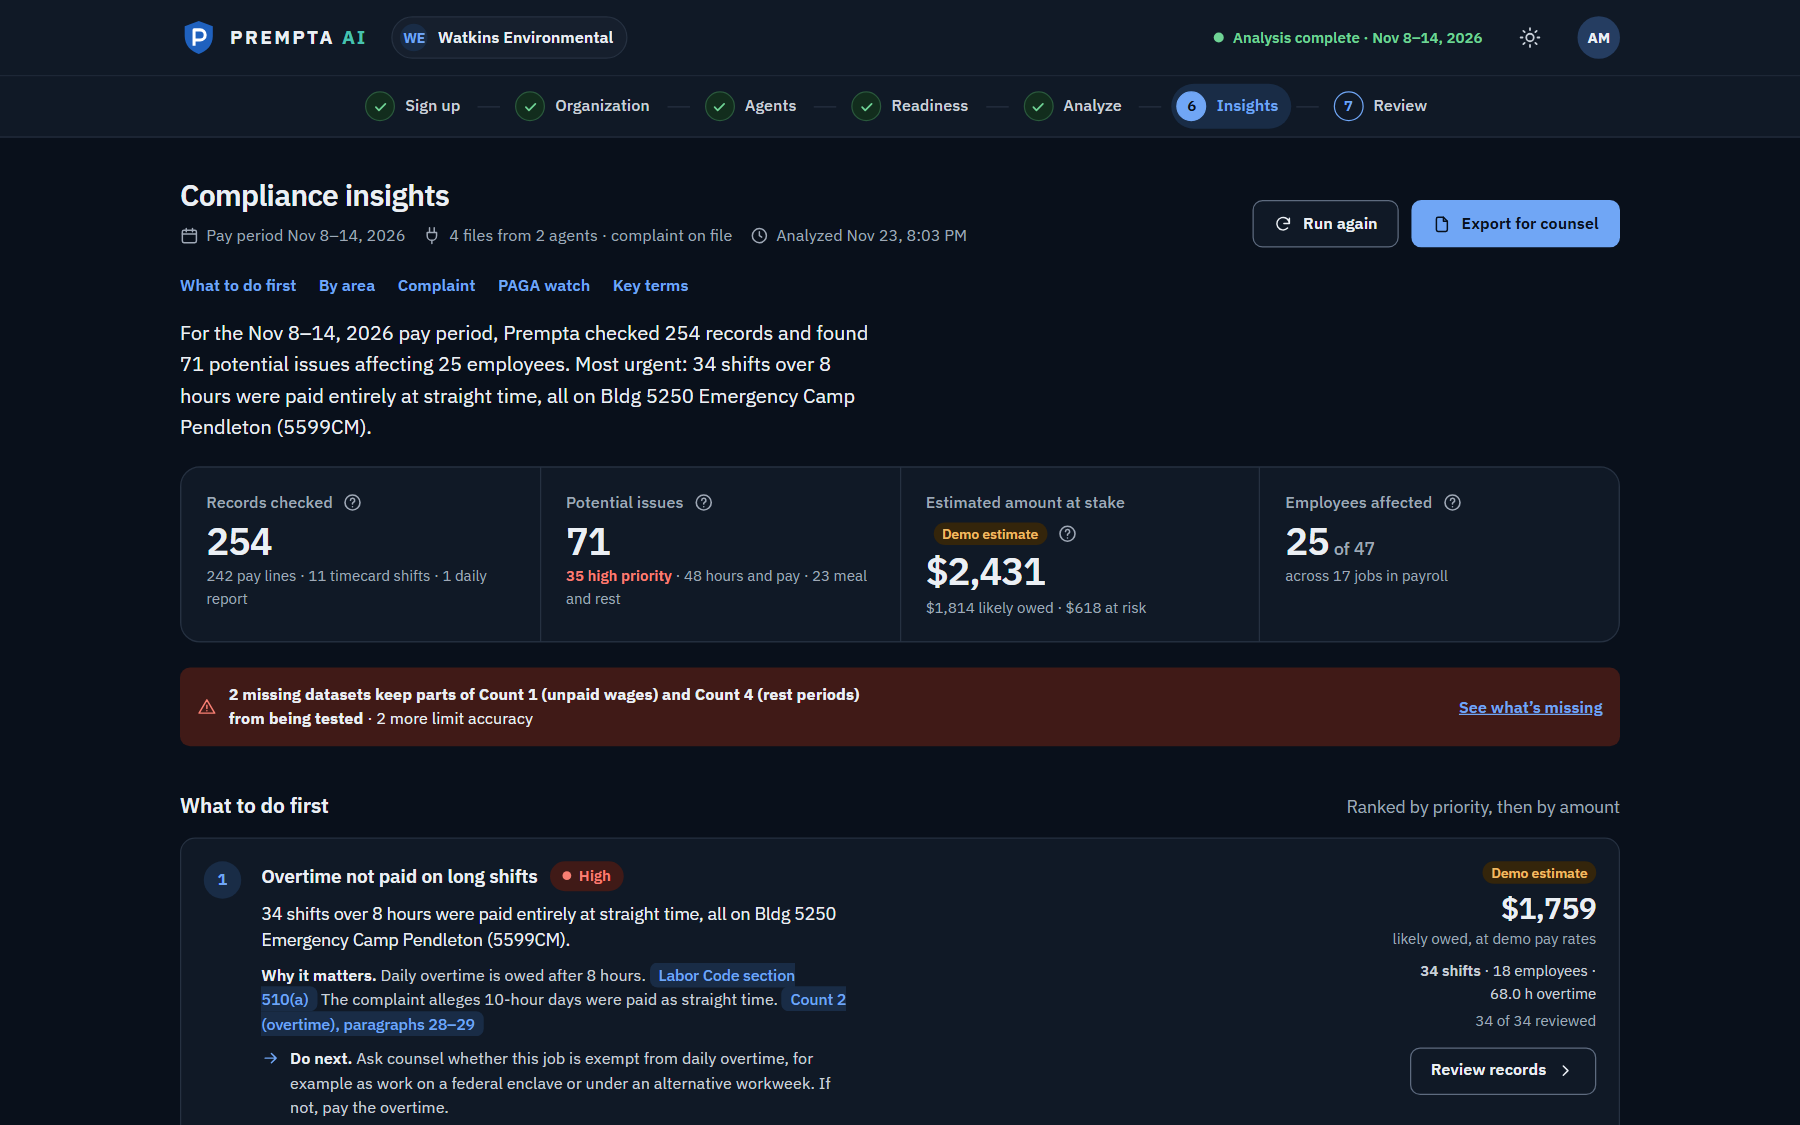 PREMPTA AI
WE Watkins Environmental
Analysis complete · Nov 8–14, 2026
AM
Sign up
Organization
Agents
Readiness
Analyze
6 Insights
7 Review
Compliance insights
Pay period Nov 8–14, 2026
4 files from 2 agents · complaint on file
Analyzed Nov 23, 8:03 PM
Run again
Export for counsel
What to do first
By area
Complaint
PAGA watch
Key terms
For the Nov 8–14, 2026 pay period, Prempta checked 254 records and found
71 potential issues affecting 25 employees. Most urgent: 34 shifts over 8
hours were paid entirely at straight time, all on Bldg 5250 Emergency Camp
Pendleton (5599CM).
Records checked
254
242 pay lines · 11 timecard shifts · 1 daily
report
Potential issues
71
35 high priority · 48 hours and pay · 23 meal
and rest
Estimated amount at stake
Demo estimate
$2,431
$1,814 likely owed · $618 at risk
Employees affected
25 of 47
across 17 jobs in payroll
2 missing datasets keep parts of Count 1 (unpaid wages) and Count 4 (rest periods)
from being tested · 2 more limit accuracy
See what’s missing
What to do first
Ranked by priority, then by amount
1
Overtime not paid on long shifts
High
34 shifts over 8 hours were paid entirely at straight time, all on Bldg 5250
Emergency Camp Pendleton (5599CM).
Why it matters. Daily overtime is owed after 8 hours. Labor Code section
510(a) The complaint alleges 10-hour days were paid as straight time. Count 2
(overtime), paragraphs 28–29
Do next. Ask counsel whether this job is exempt from daily overtime, for
example as work on a federal enclave or under an alternative workweek. If
not, pay the overtime.
Demo estimate
$1,759
likely owed, at demo pay rates
34 shifts · 18 employees ·
68.0 h overtime
34 of 34 reviewed
Review records